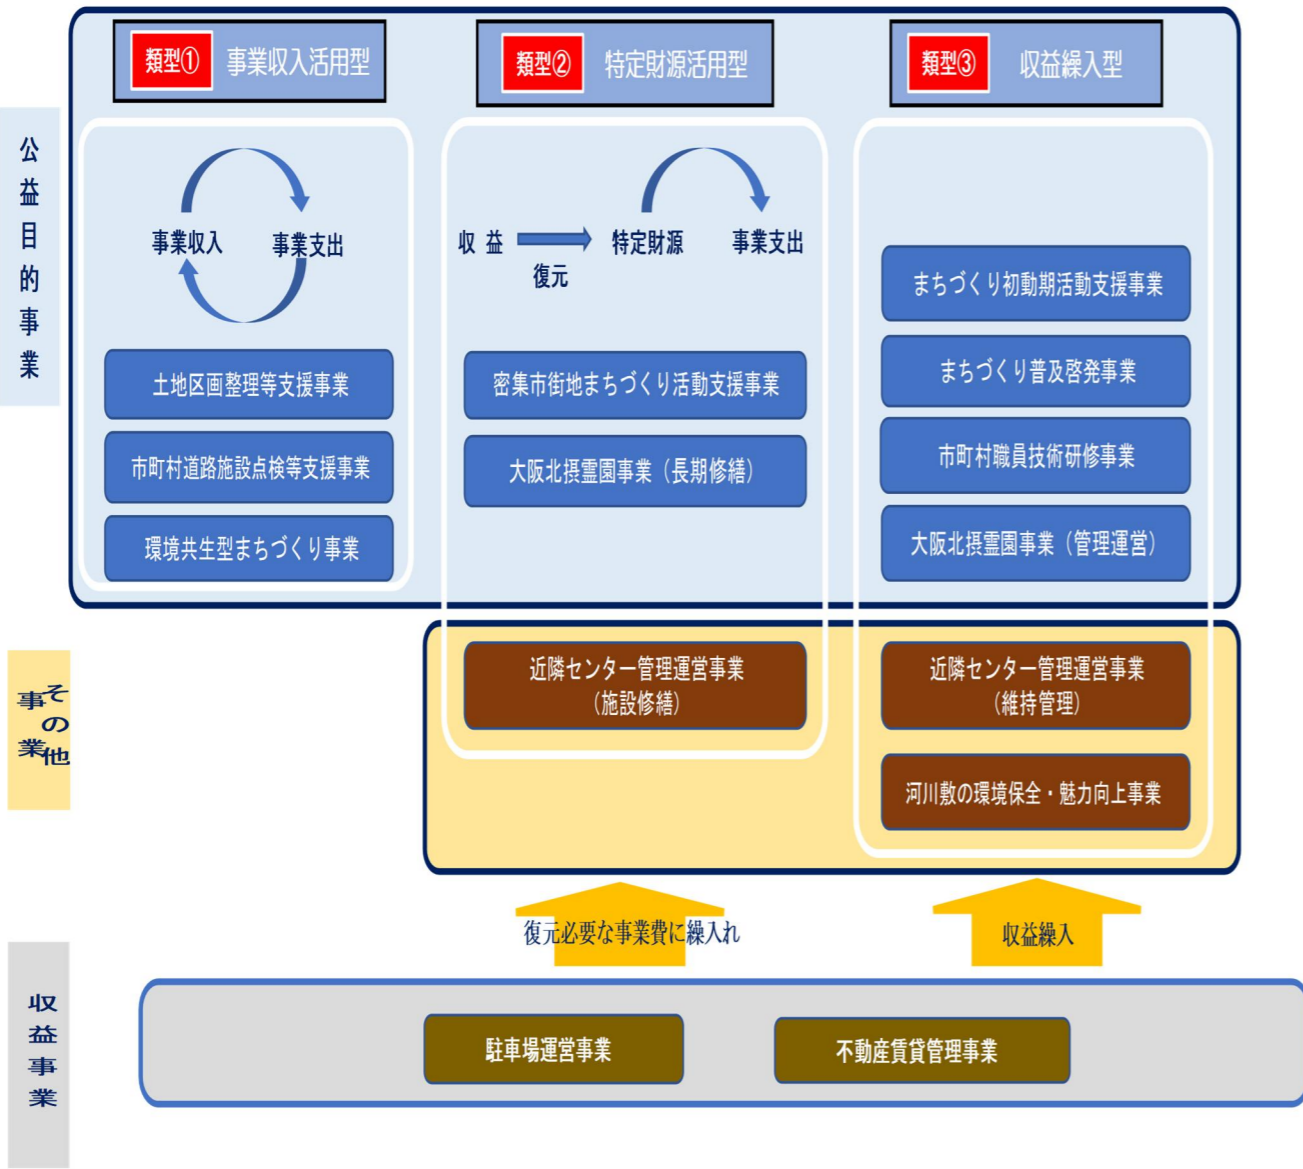 類型① 事業収入活用型
類型② 特定財源活用型
類型③ 収益繰入型
公益目的事業
事業収入
事業支出
土地区画整理等支援事業
市町村道路施設点検等支援事業
環境共生型まちづくり事業
収益
復元
特定財源
事業支出
密集市街地まちづくり活動支援事業
大阪北摂霊園事業（長期修繕）
まちづくり初動期活動支援事業
まちづくり普及啓発事業
市町村職員技術研修事業
大阪北摂霊園事業（管理運営）
その他
事業
近隣センター管理運営事業
（施設修繕）
近隣センター管理運営事業
（維持管理）
河川敷の環境保全・魅力向上事業
復元必要な事業費に繰入れ
収益繰入
収益事業
駐車場運営事業
不動産賃貸管理事業